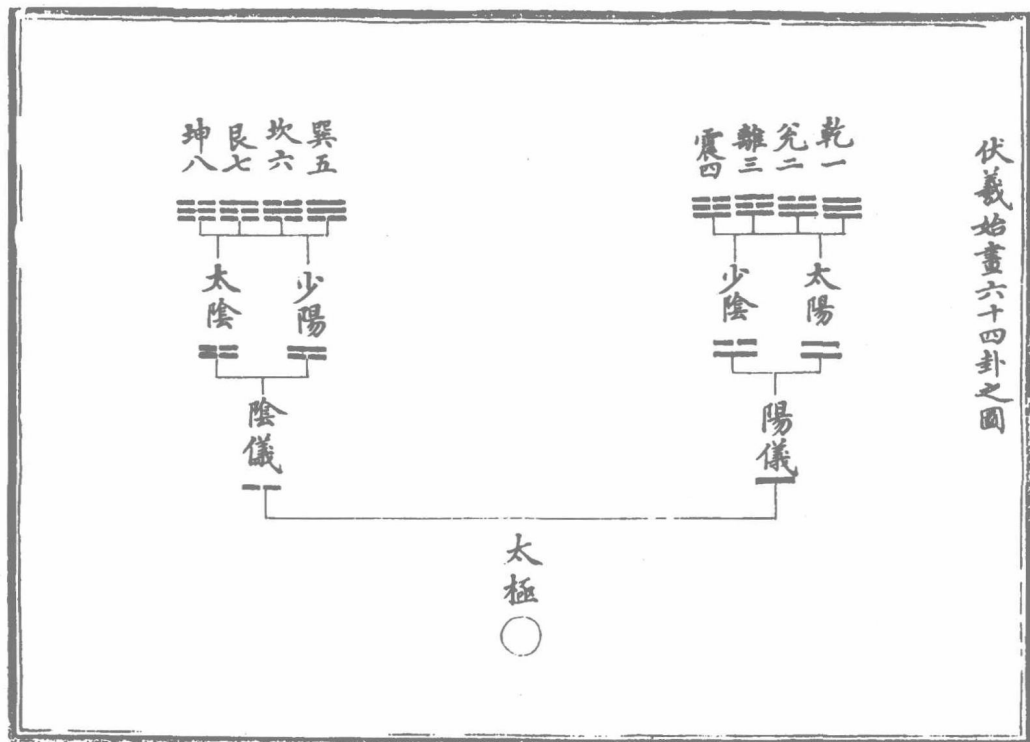 伏羲始畫六十四卦之圖
乾一
兌二
離三
震四
巽五
坎六
艮七
坤八
太陽
少陰
少陽
太陰
陽儀
陰儀
太極